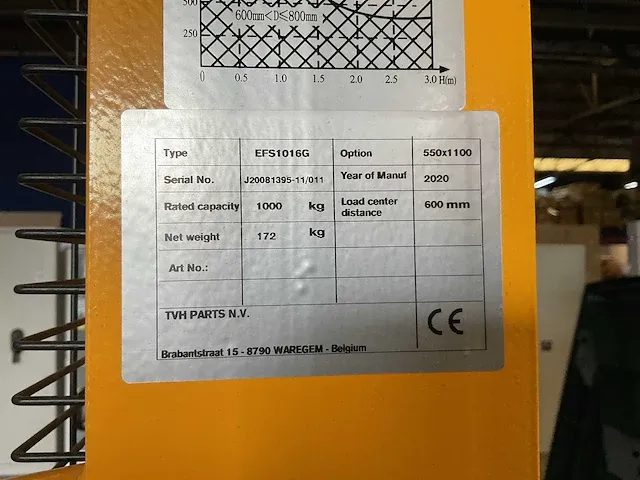 500
600mm<D≤800mm
250
0 0.5 1.0 1.5 2.0 2.5 3.0 H(m)
Type EFS1016G Option 550x1100
Serial No. J20081395-11/011 Year of Manuf 2020
Rated capacity 1000 kg Load center distance 600 mm
Net weight 172 kg
Art No.:
TVH PARTS N.V.
CE
Brabantstraat 15 - 8790 WAREGEM - Belgium